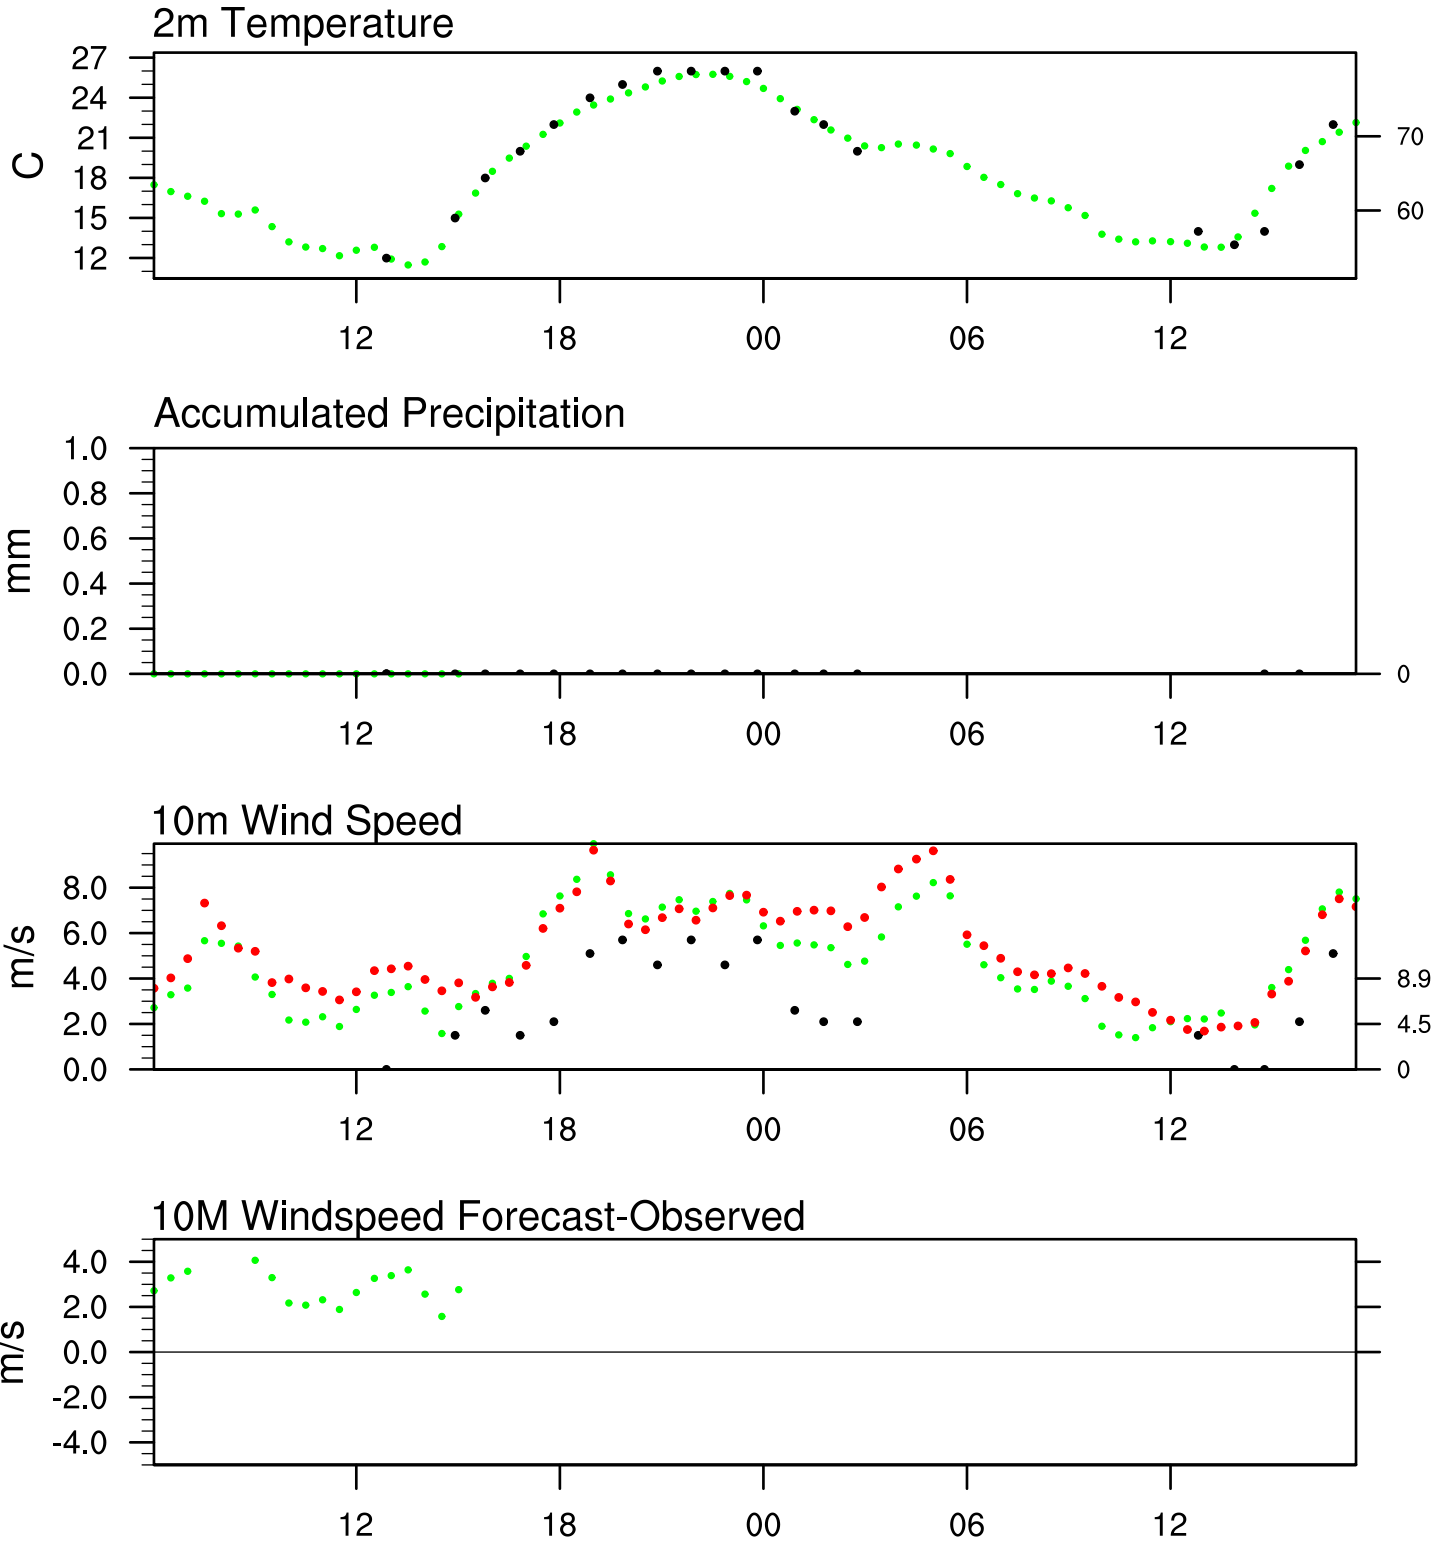 2m Temperature
27
24
21
18
15
12
C
70
60
12 18 00 06 12
Accumulated Precipitation
1.0
0.8
0.6
0.4
0.2
0.0
mm
0
12 18 00 06 12
10m Wind Speed
8.0
6.0
4.0
2.0
0.0
m/s
8.9
4.5
0
12 18 00 06 12
10M Windspeed Forecast-Observed
4.0
2.0
0.0
-2.0
-4.0
m/s
12 18 00 06 12